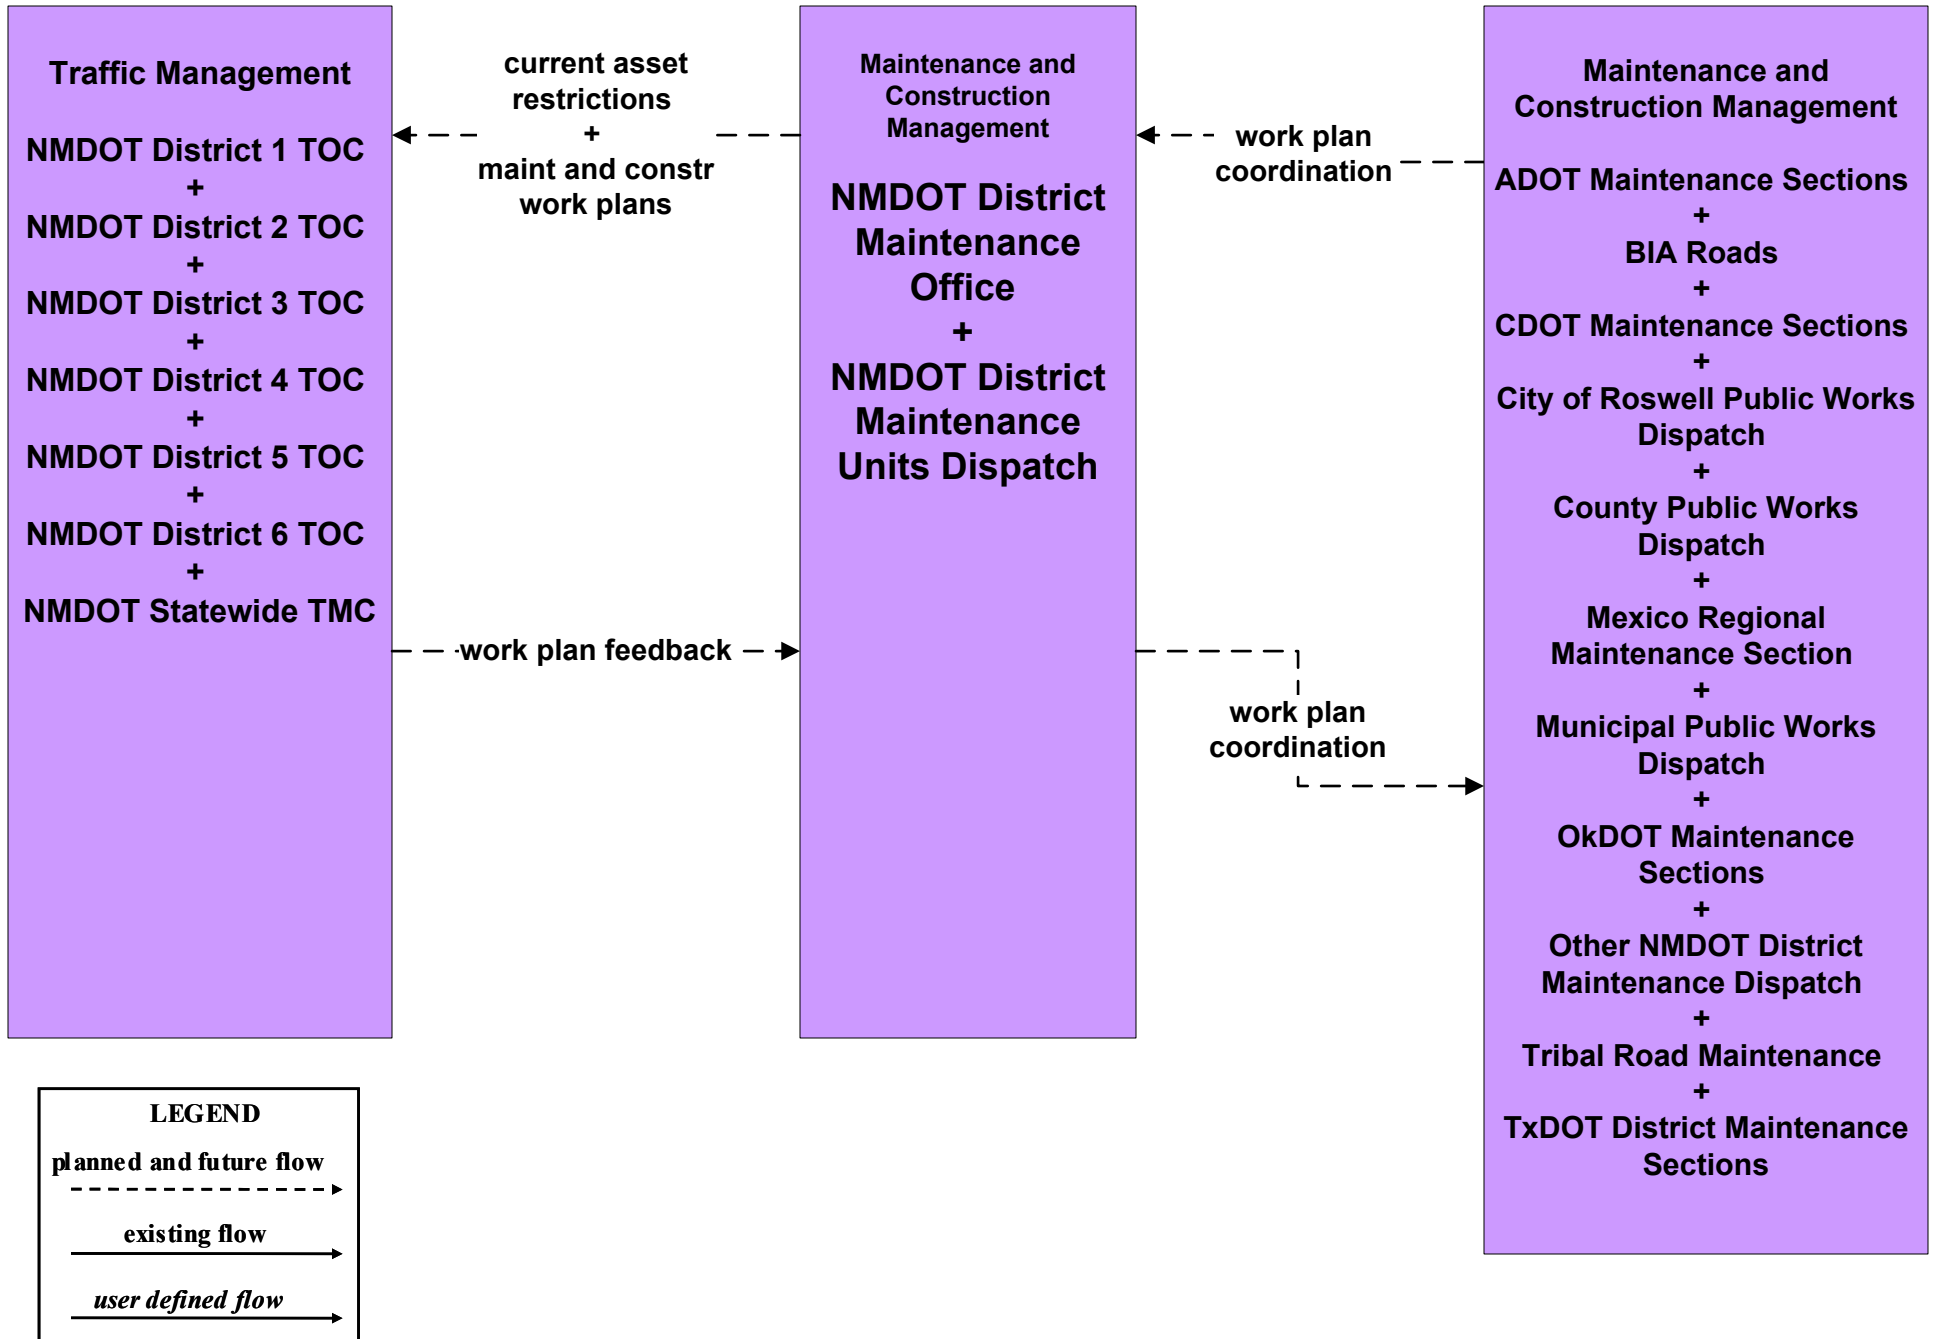 Traffic Management
NMDOT District 1 TOC
+
NMDOT District 2 TOC
+
NMDOT District 3 TOC
+
NMDOT District 4 TOC
+
NMDOT District 5 TOC
+
NMDOT District 6 TOC
+
NMDOT Statewide TMC
current asset
restrictions
+
maint and constr
work plans
work plan feedback
Maintenance and
Construction
Management
NMDOT District
Maintenance
Office
+
NMDOT District
Maintenance
Units Dispatch
work plan
coordination
work plan
coordination
Maintenance and
Construction Management
ADOT Maintenance Sections
+
BIA Roads
+
CDOT Maintenance Sections
+
City of Roswell Public Works
Dispatch
+
County Public Works
Dispatch
+
Mexico Regional
Maintenance Section
+
Municipal Public Works
Dispatch
+
OkDOT Maintenance
Sections
+
Other NMDOT District
Maintenance Dispatch
+
Tribal Road Maintenance
+
TxDOT District Maintenance
Sections
LEGEND
planned and future flow
existing flow
user defined flow